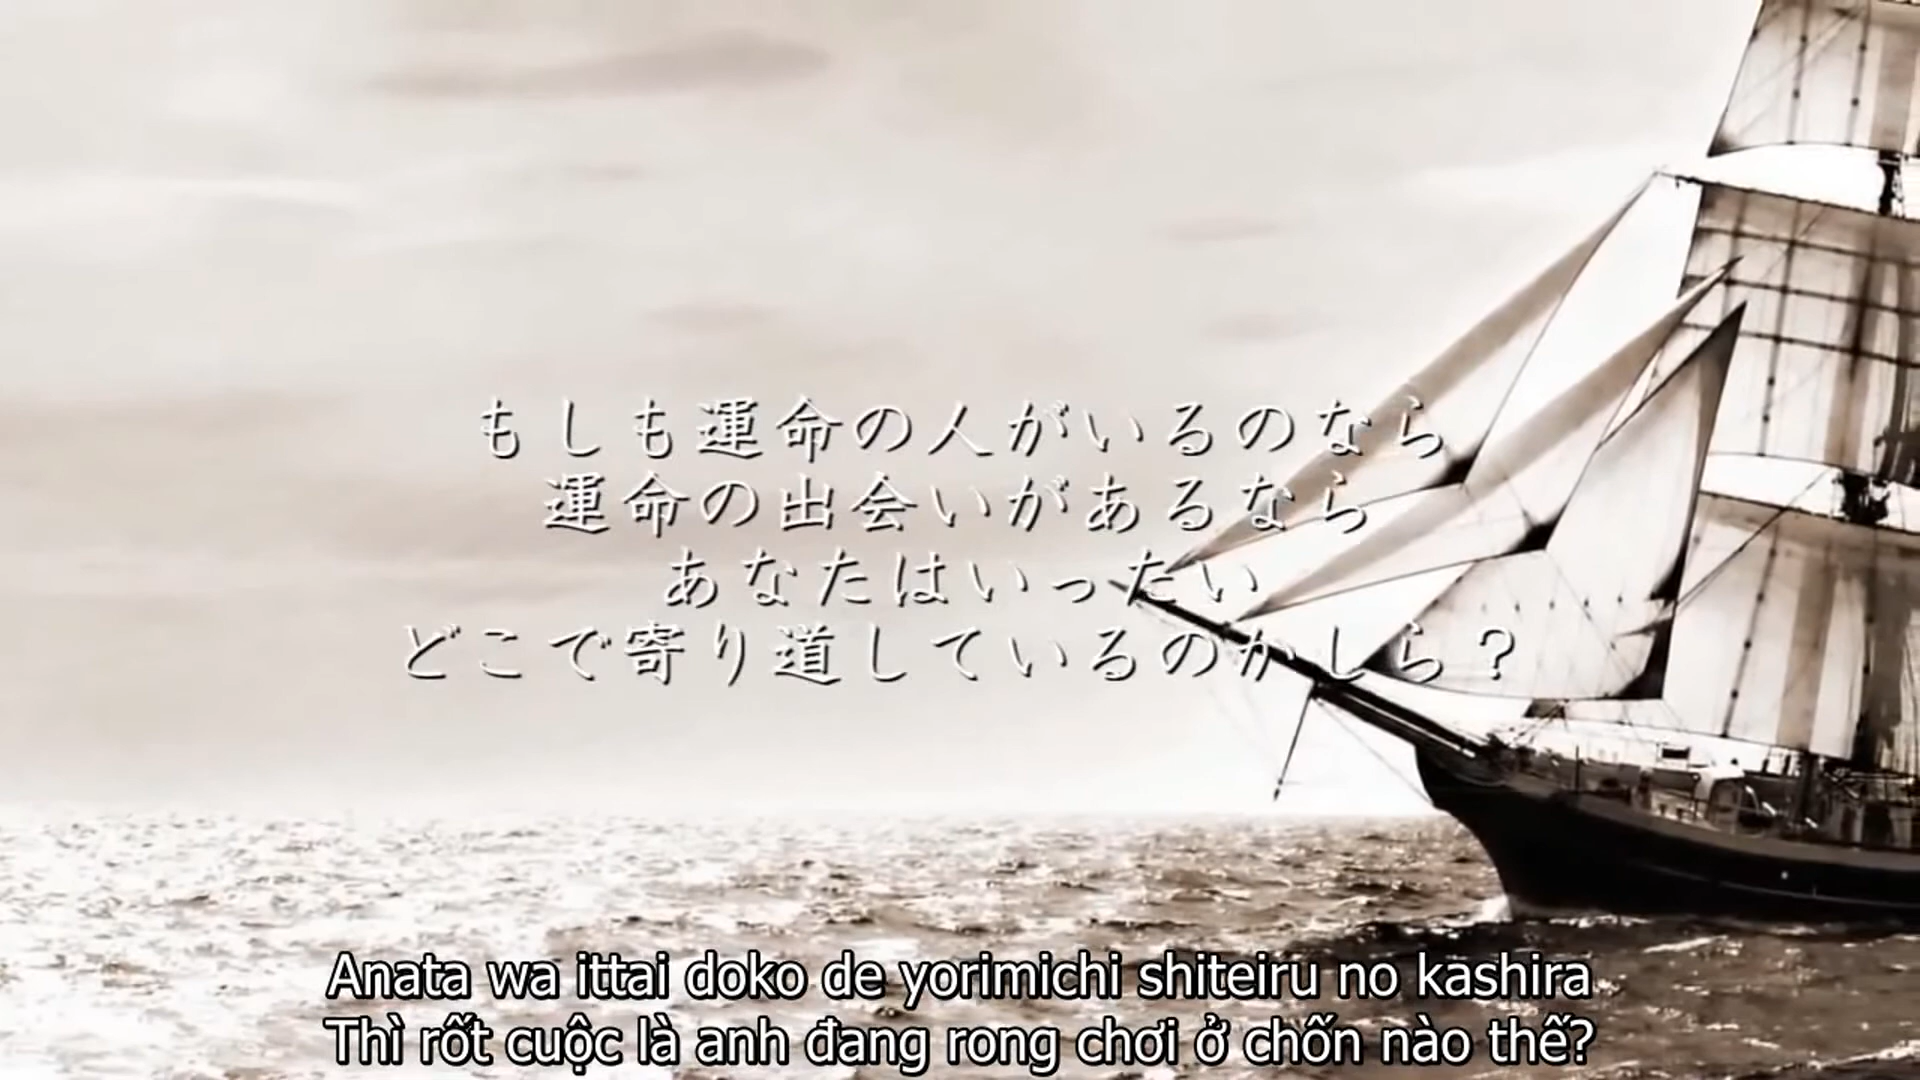 もしも運命の人がいるのなら
運命の出会いがあるなら
あなたはいったい
どこで寄り道しているのかしら？
Anata wa ittai doko de yorimichi shiteiru no kashira
Thì rốt cuộc là anh đang rong chơi ở chốn nào thế?